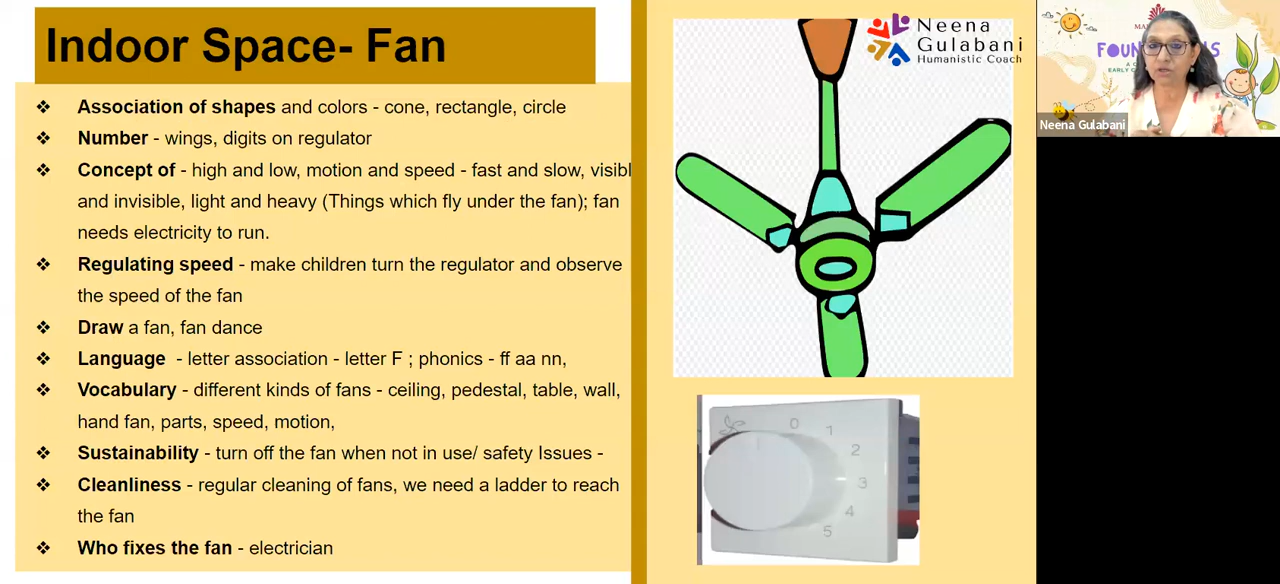 Indoor Space- Fan
❖ Association of shapes and colors - cone, rectangle, circle
❖ Number - wings, digits on regulator
❖ Concept of - high and low, motion and speed - fast and slow, visibl
and invisible, light and heavy (Things which fly under the fan); fan
needs electricity to run.
❖ Regulating speed - make children turn the regulator and observe
the speed of the fan
❖ Draw a fan, fan dance
❖ Language - letter association - letter F ; phonics - ff aa nn,
❖ Vocabulary - different kinds of fans - ceiling, pedestal, table, wall,
hand fan, parts, speed, motion,
❖ Sustainability - turn off the fan when not in use/ safety Issues -
❖ Cleanliness - regular cleaning of fans, we need a ladder to reach
the fan
❖ Who fixes the fan - electrician
Neena
Gulabani
Humanistic Coach
0
1
2
3
4
5
Neena Gulabani